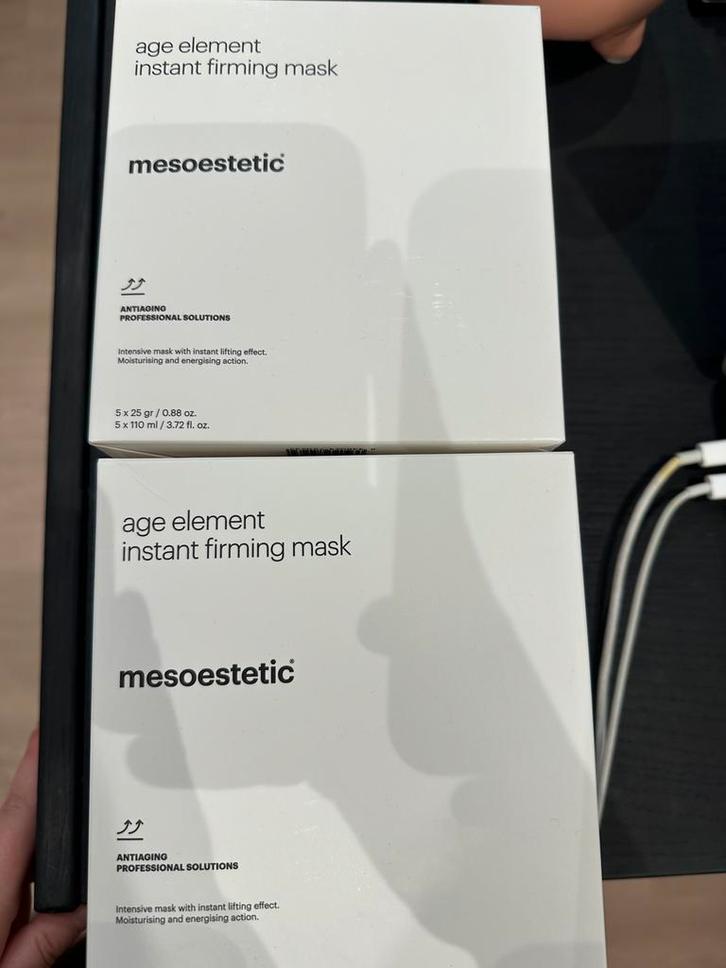 age element
instant firming mask
mesoestetic®
ANTIAGING
PROFESSIONAL SOLUTIONS
Intensive mask with instant lifting effect.
Moisturising and energising action.
5 x 25 gr / 0.88 oz.
5 x 110 ml / 3.72 fl. oz.
age element
instant firming mask
mesoestetic®
ANTIAGING
PROFESSIONAL SOLUTIONS
Intensive mask with instant lifting effect.
Moisturising and energising action.